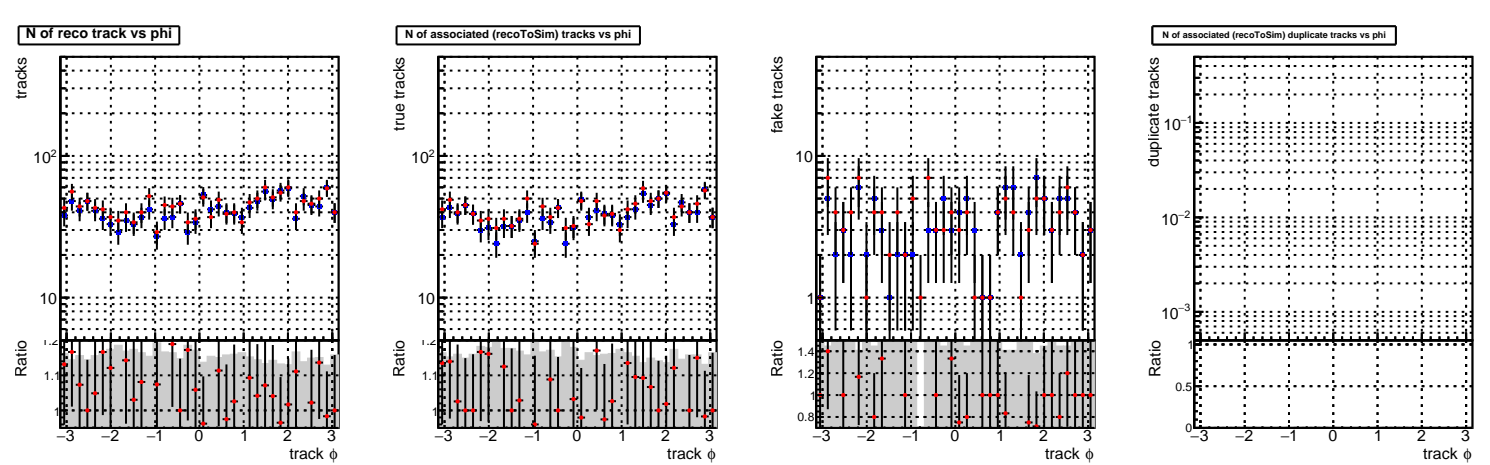 N of reco track vs phi
tracks
10²
10
Ratio
1.2
1.1
1
−3 −2 −1 0 1 2 3
track ϕ
N of associated (recoToSim) tracks vs phi
true tracks
10²
10
Ratio
1.2
1.1
1
−3 −2 −1 0 1 2 3
track ϕ
fake tracks
10
1
Ratio
1.4
1.2
1
0.8
−3 −2 −1 0 1 2 3
track ϕ
N of associated (recoToSim) duplicate tracks vs phi
duplicate tracks
10⁻¹
10⁻²
10⁻³
Ratio
1
0.5
0
−3 −2 −1 0 1 2 3
track ϕ